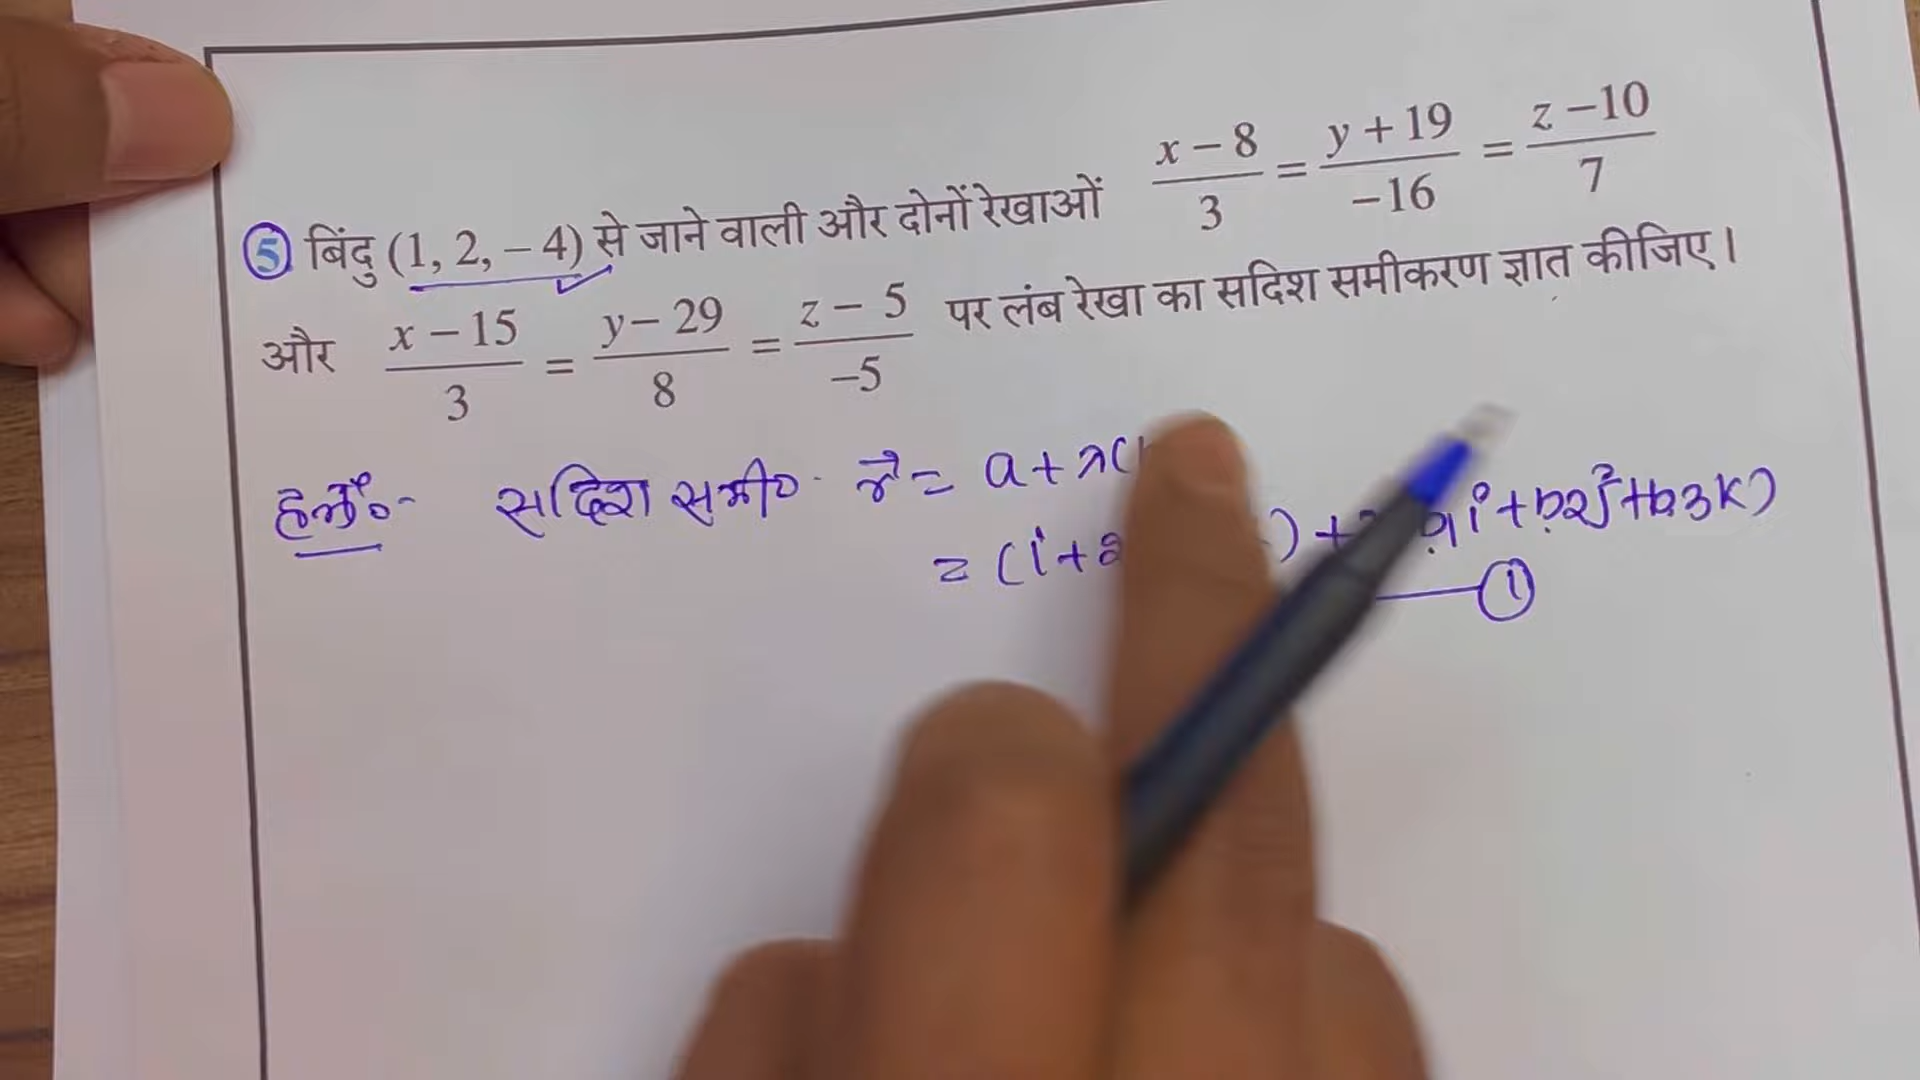 ⑤ बिंदु (1, 2, – 4) से जाने वाली और दोनों रेखाओं (x – 8)/3 = (y + 19)/–16 = (z – 10)/7
और (x – 15)/3 = (y – 29)/8 = (z – 5)/–5 पर लंब रेखा का सदिश समीकरण ज्ञात कीजिए।
हलः- सदिश समी० r⃗ = a + λ(
= (i + 2 ) + i + b2j + b3k)
①